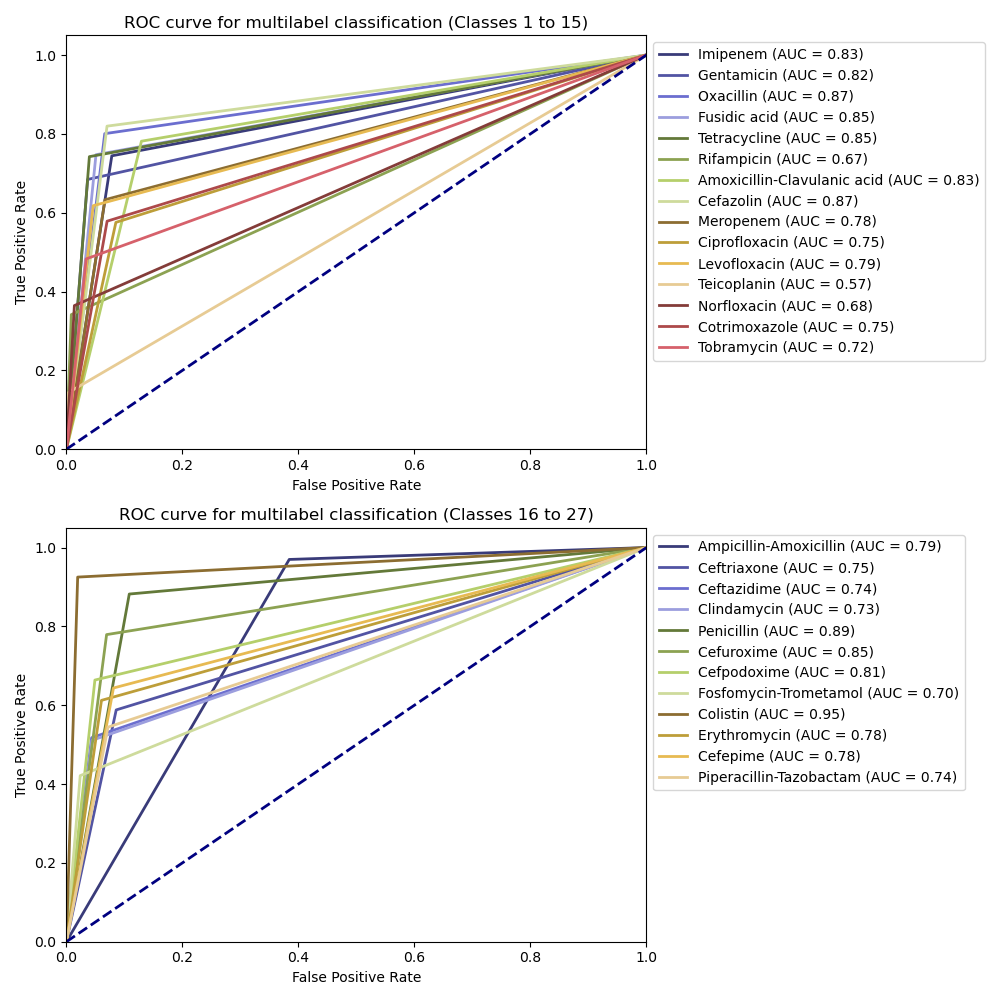 ROC curve for multilabel classification (Classes 1 to 15)
True Positive Rate
1.0
0.8
0.6
0.4
0.2
0.0
0.0 0.2 0.4 0.6 0.8 1.0
False Positive Rate
Imipenem (AUC = 0.83)
Gentamicin (AUC = 0.82)
Oxacillin (AUC = 0.87)
Fusidic acid (AUC = 0.85)
Tetracycline (AUC = 0.85)
Rifampicin (AUC = 0.67)
Amoxicillin-Clavulanic acid (AUC = 0.83)
Cefazolin (AUC = 0.87)
Meropenem (AUC = 0.78)
Ciprofloxacin (AUC = 0.75)
Levofloxacin (AUC = 0.79)
Teicoplanin (AUC = 0.57)
Norfloxacin (AUC = 0.68)
Cotrimoxazole (AUC = 0.75)
Tobramycin (AUC = 0.72)
ROC curve for multilabel classification (Classes 16 to 27)
True Positive Rate
1.0
0.8
0.6
0.4
0.2
0.0
0.0 0.2 0.4 0.6 0.8 1.0
False Positive Rate
Ampicillin-Amoxicillin (AUC = 0.79)
Ceftriaxone (AUC = 0.75)
Ceftazidime (AUC = 0.74)
Clindamycin (AUC = 0.73)
Penicillin (AUC = 0.89)
Cefuroxime (AUC = 0.85)
Cefpodoxime (AUC = 0.81)
Fosfomycin-Trometamol (AUC = 0.70)
Colistin (AUC = 0.95)
Erythromycin (AUC = 0.78)
Cefepime (AUC = 0.78)
Piperacillin-Tazobactam (AUC = 0.74)